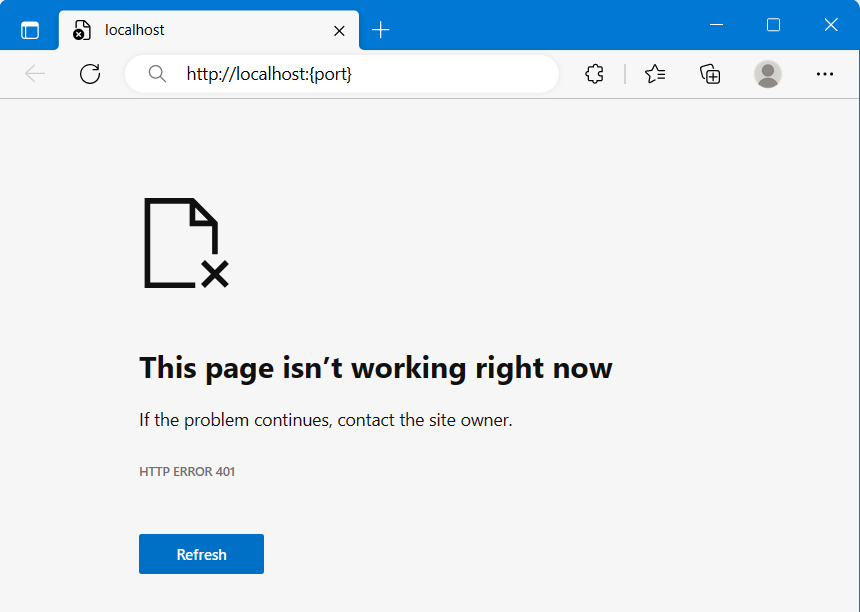 localhost
http://localhost:{port}
This page isn’t working right now
If the problem continues, contact the site owner.
HTTP ERROR 401
Refresh